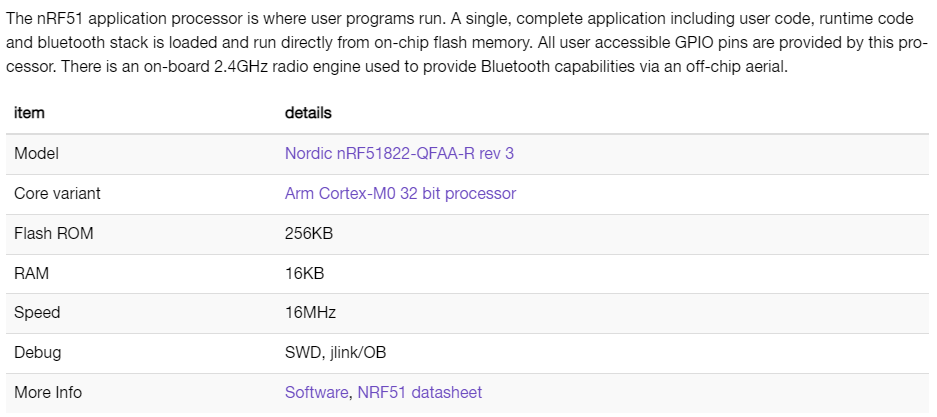 The nRF51 application processor is where user programs run. A single, complete application including user code, runtime code
and bluetooth stack is loaded and run directly from on-chip flash memory. All user accessible GPIO pins are provided by this pro-
cessor. There is an on-board 2.4GHz radio engine used to provide Bluetooth capabilities via an off-chip aerial.
item details
Model Nordic nRF51822-QFAA-R rev 3
Core variant Arm Cortex-M0 32 bit processor
Flash ROM 256KB
RAM 16KB
Speed 16MHz
Debug SWD, jlink/OB
More Info Software, NRF51 datasheet